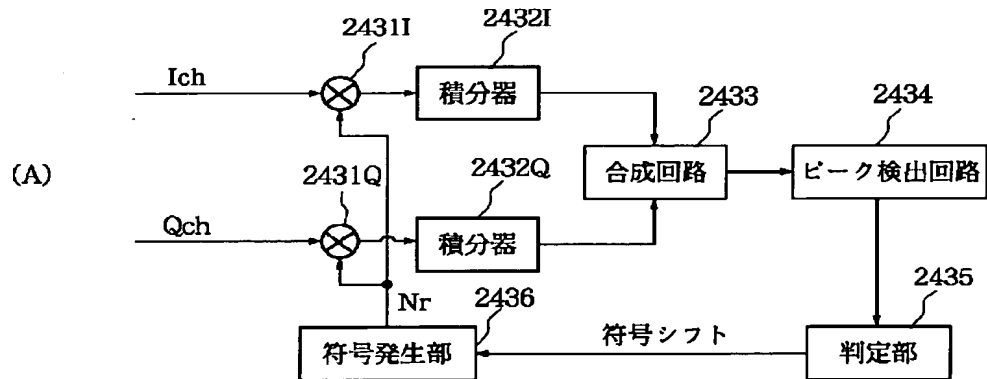 2431I
2432I
Ich
積分器
2433
2434
(A)
2431Q
2432Q
合成回路
ピーク検出回路
Qch
積分器
Nr
2436
2435
符号発生部
符号シフト
判定部